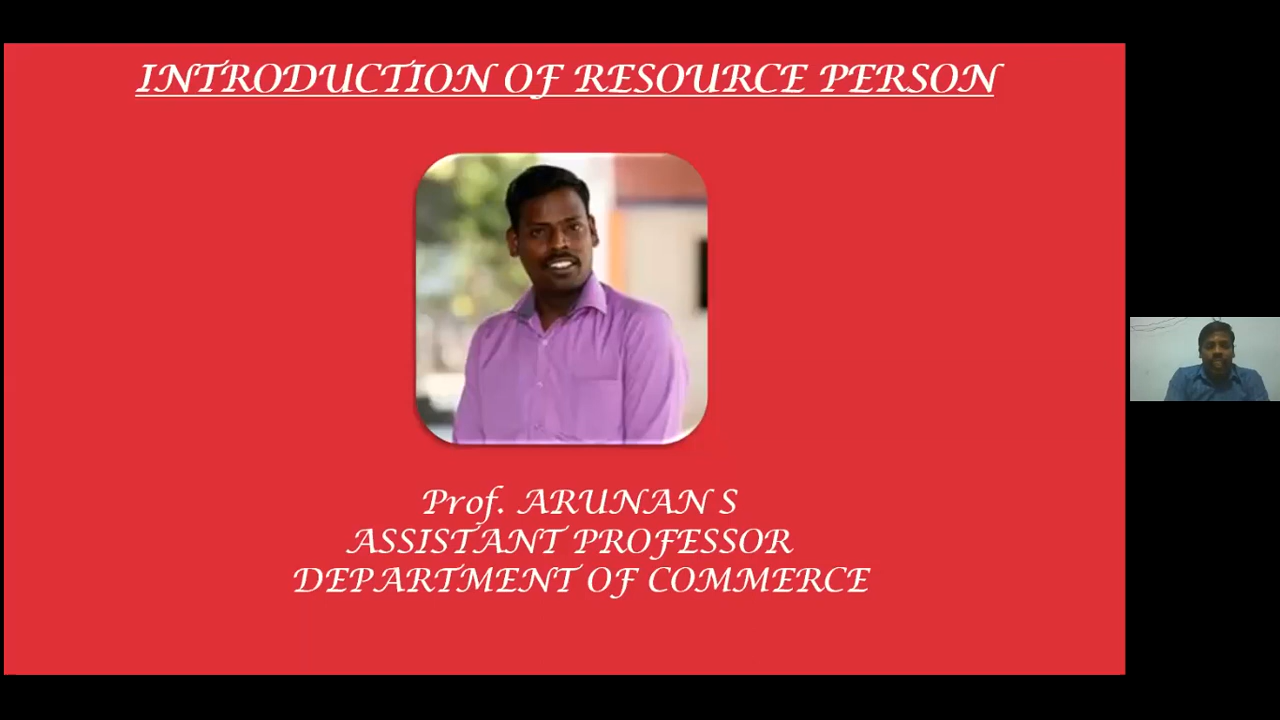 INTRODUCTION OF RESOURCE PERSON
Prof. ARUNAN S
ASSISTANT PROFESSOR
DEPARTMENT OF COMMERCE